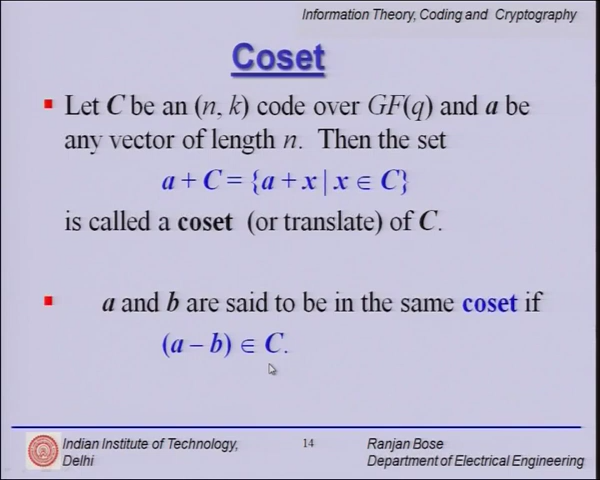 Information Theory, Coding and Cryptography
Coset
Let C be an (n, k) code over GF(q) and a be
any vector of length n. Then the set
a + C = {a + x | x ∈ C}
is called a coset (or translate) of C.
a and b are said to be in the same coset if
(a – b) ∈ C.
Indian Institute of Technology,
Delhi
14
Ranjan Bose
Department of Electrical Engineering